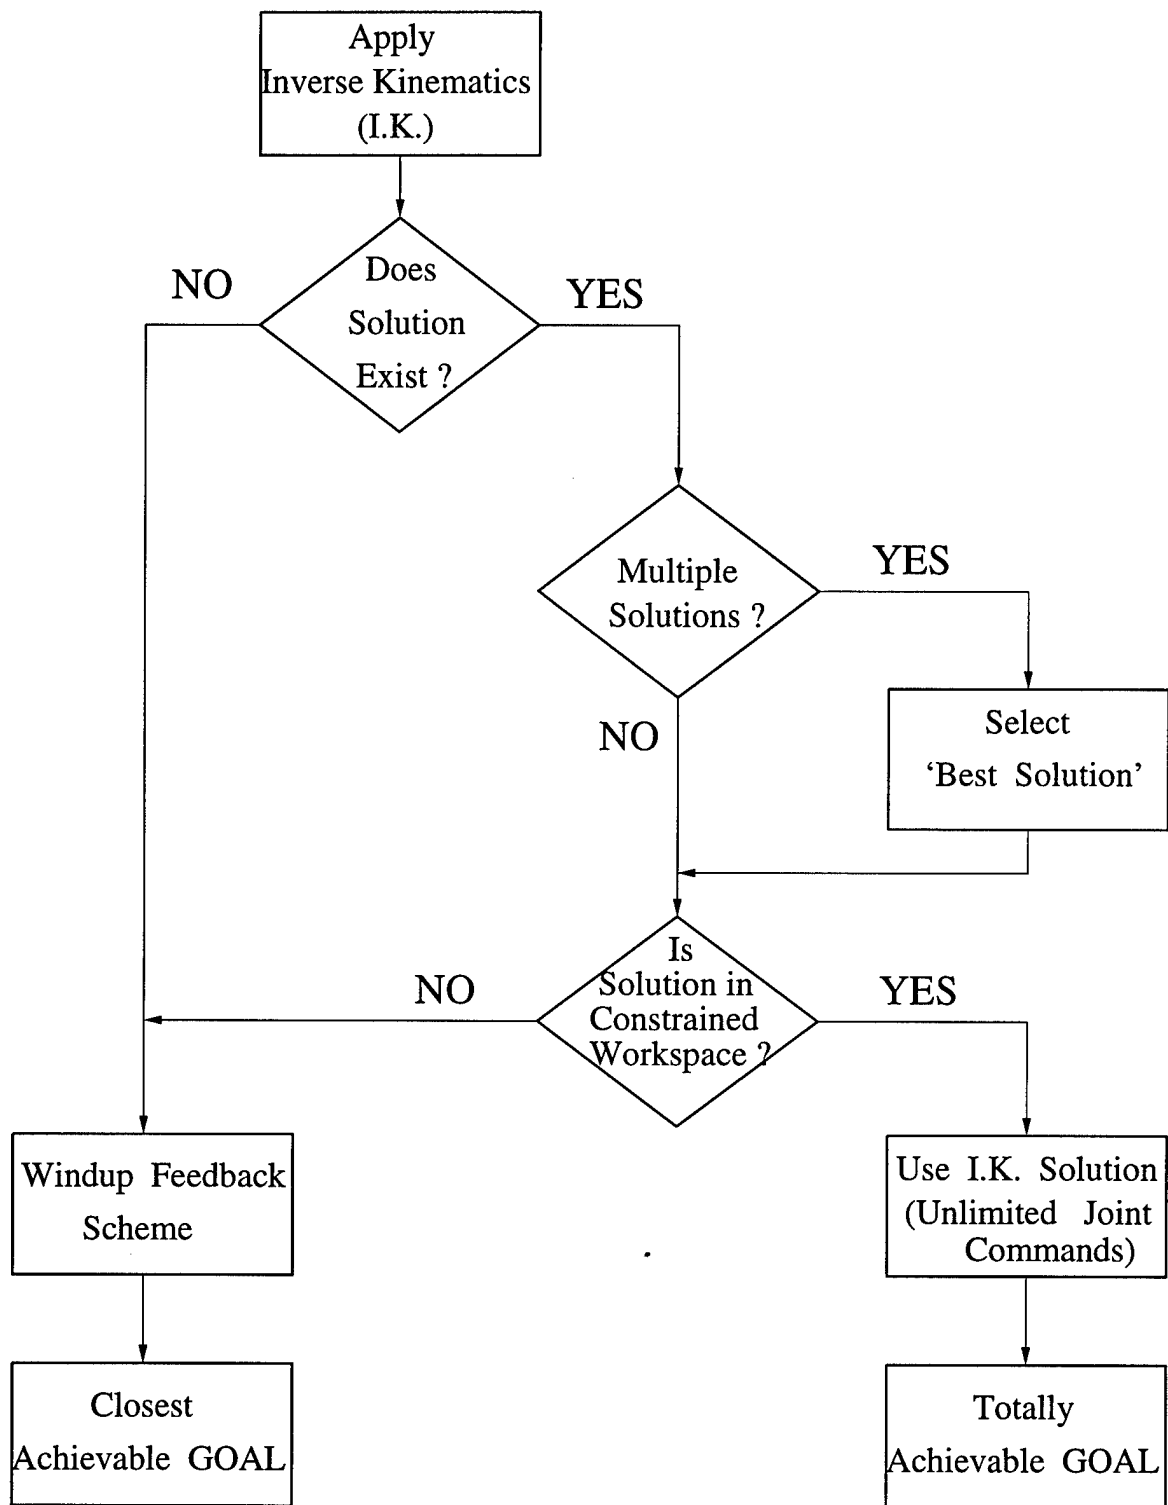 Apply
Inverse Kinematics
(I.K.)
NO
YES
Does
Solution
Exist ?
YES
Multiple
Solutions ?
NO
Select
‘Best Solution’
NO
YES
Is
Solution in
Constrained
Workspace ?
Windup Feedback
Scheme
Use I.K. Solution
(Unlimited Joint
Commands)
Closest
Achievable GOAL
Totally
Achievable GOAL